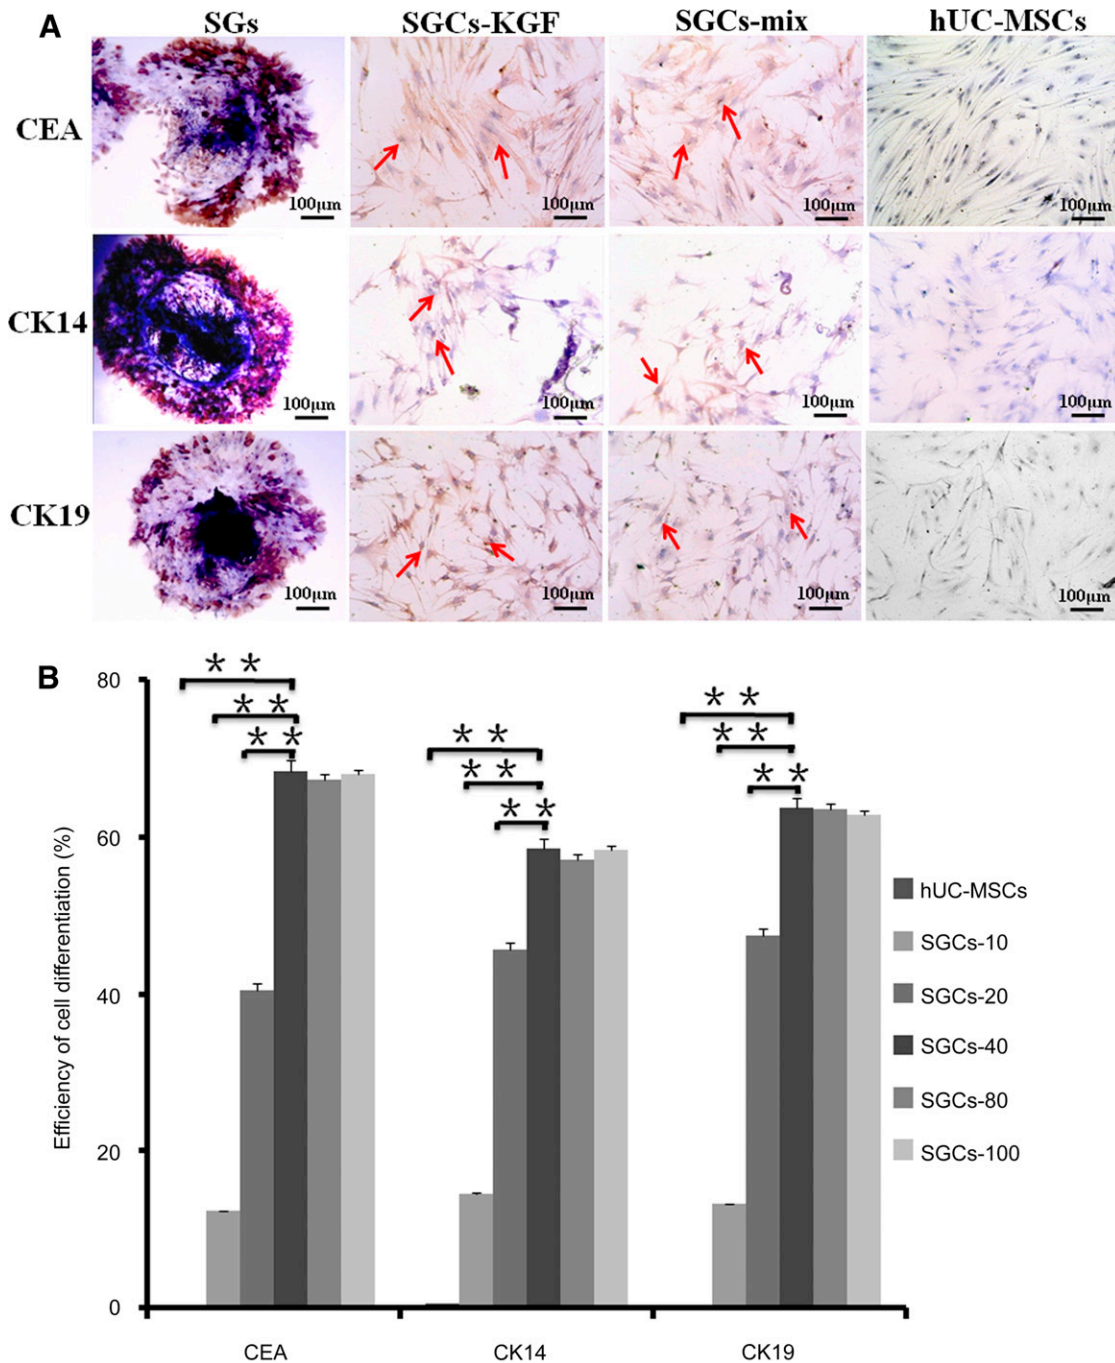 A
SGs SGCs-KGF SGCs-mix hUC-MSCs
CEA
100μm 100μm 100μm 100μm
CK14
100μm 100μm 100μm 100μm
CK19
100μm 100μm 100μm 100μm
B
Efficiency of cell differentiation (%)
80
60
40
20
0
* * * * * *
* * * * * *
* * * * * *
CEA CK14 CK19
hUC-MSCs
SGCs-10
SGCs-20
SGCs-40
SGCs-80
SGCs-100